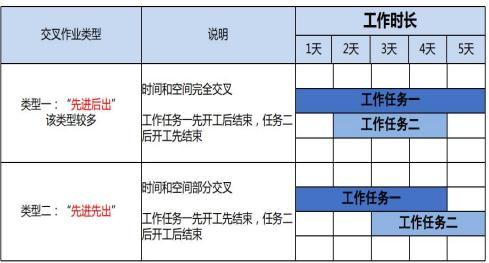 交叉作业类型
说明
工作时长
1天 2天 3天 4天 5天
类型一：“先进后出”
该类型较多
时间和空间完全交叉
工作任务一先开工后结束，任务二
后开工先结束
工作任务一
工作任务二
类型二：“先进先出”
时间和空间部分交叉
工作任务一先开工先结束，任务二
后开工后结束
工作任务一
工作任务二